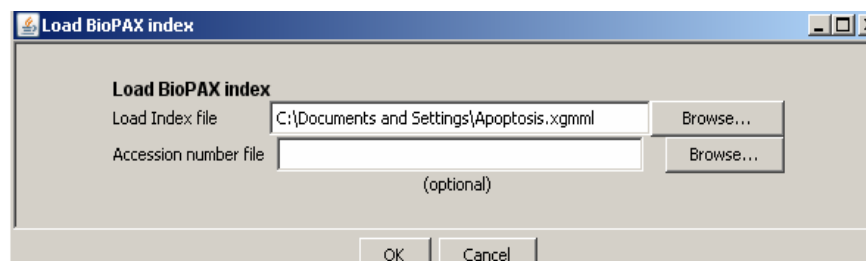 Load BioPAX index
Load BioPAX index
Load Index file C:\Documents and Settings\Apoptosis.xgmml Browse...
Accession number file Browse...
(optional)
OK Cancel